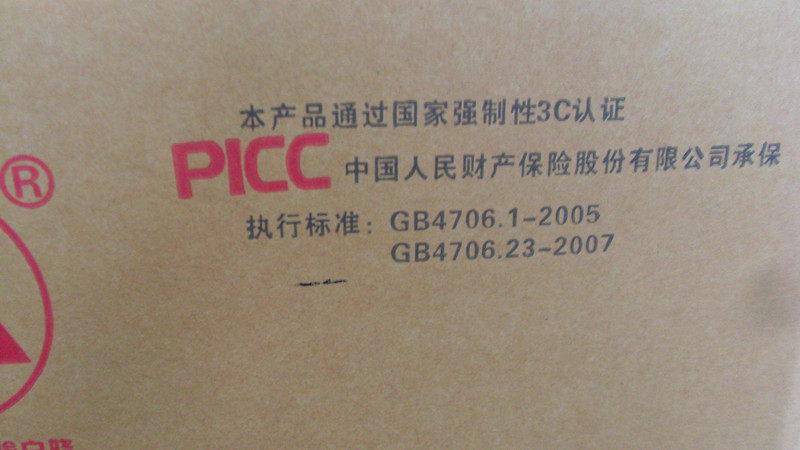 本产品通过国家强制性3C认证
PICC 中国人民财产保险股份有限公司承保
执行标准：GB4706.1-2005
GB4706.23-2007
®